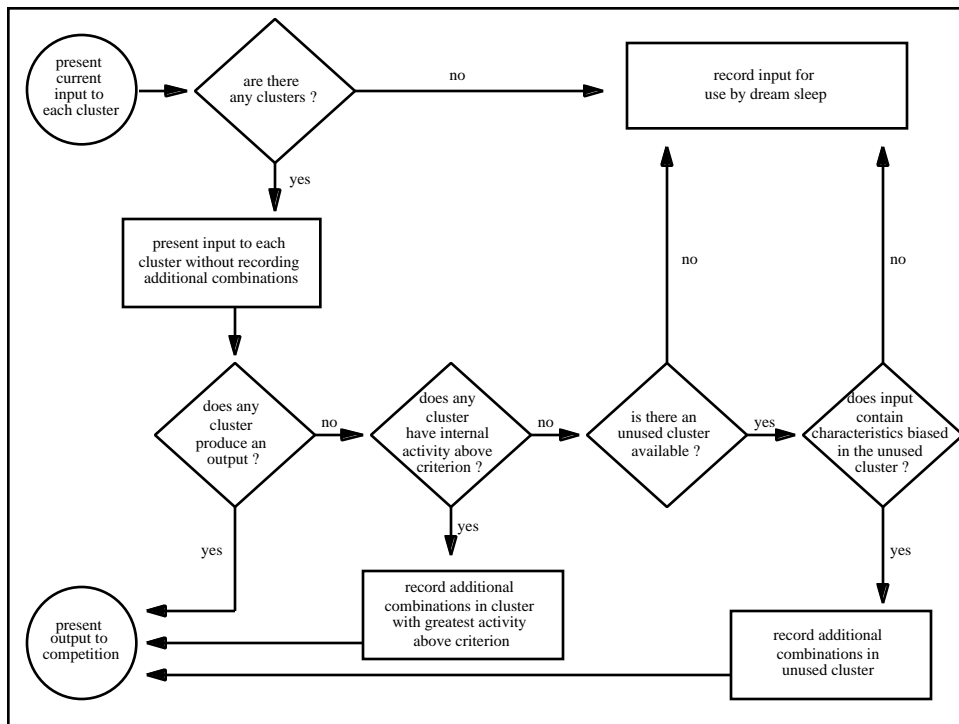 present
current
input to
each cluster
are there
any clusters ?
no
record input for
use by dream sleep
yes
present input to each
cluster without recording
additional combinations
no
no
does any
cluster
produce an
output ?
no
does any
cluster
have internal
activity above
criterion ?
no
is there an
unused cluster
available ?
yes
does input
contain
characteristics biased
in the unused
cluster ?
yes
yes
yes
record additional
combinations in cluster
with greatest activity
above criterion
present
output to
competition
record additional
combinations in
unused cluster